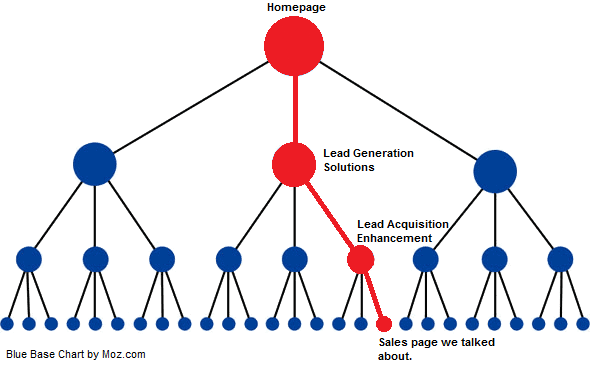 Homepage
Lead Generation
Solutions
Lead Acquisition
Enhancement
Sales page we talked
about.
Blue Base Chart by Moz.com